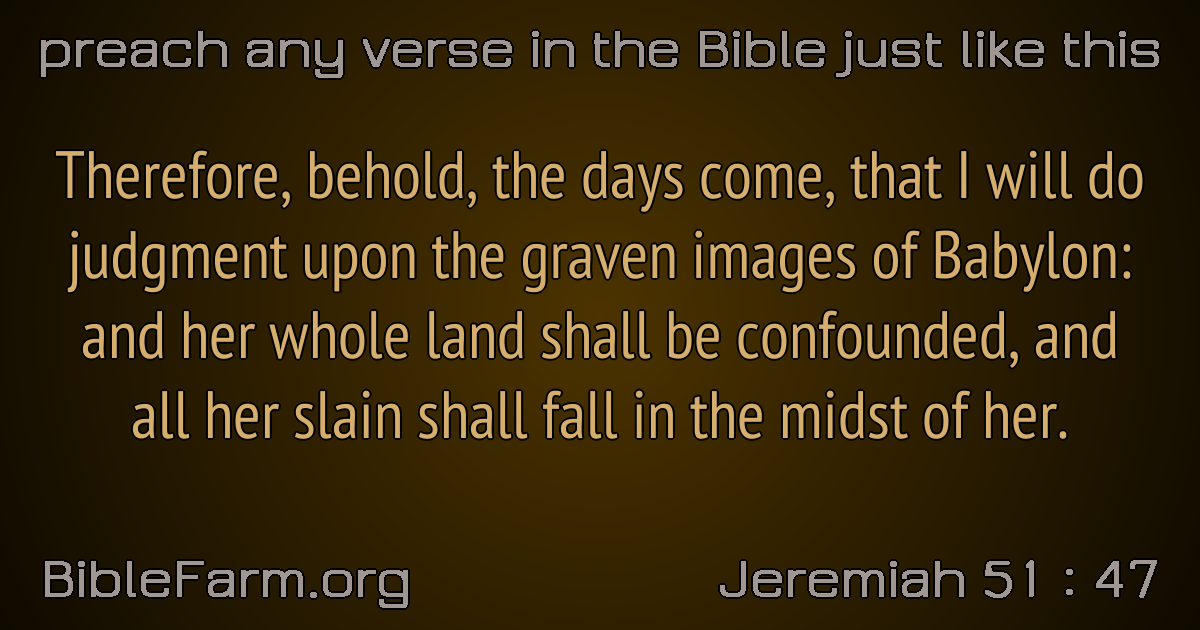 preach any verse in the Bible just like this
Therefore, behold, the days come, that I will do
judgment upon the graven images of Babylon:
and her whole land shall be confounded, and
all her slain shall fall in the midst of her.
BibleFarm.org
Jeremiah 51 : 47